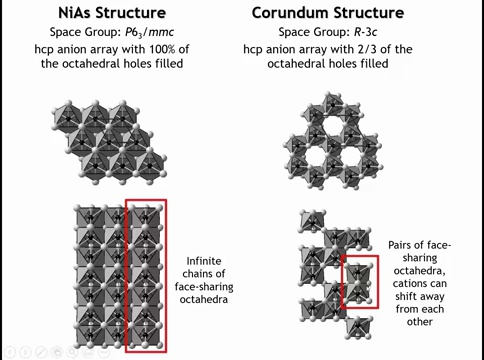 NiAs Structure
Space Group: P6₃/mmc
hcp anion array with 100% of
the octahedral holes filled
Corundum Structure
Space Group: R-3c
hcp anion array with 2/3 of the
octahedral holes filled
Infinite
chains of
face-sharing
octahedra
Pairs of face-
sharing
octahedra,
cations can
shift away
from each
other